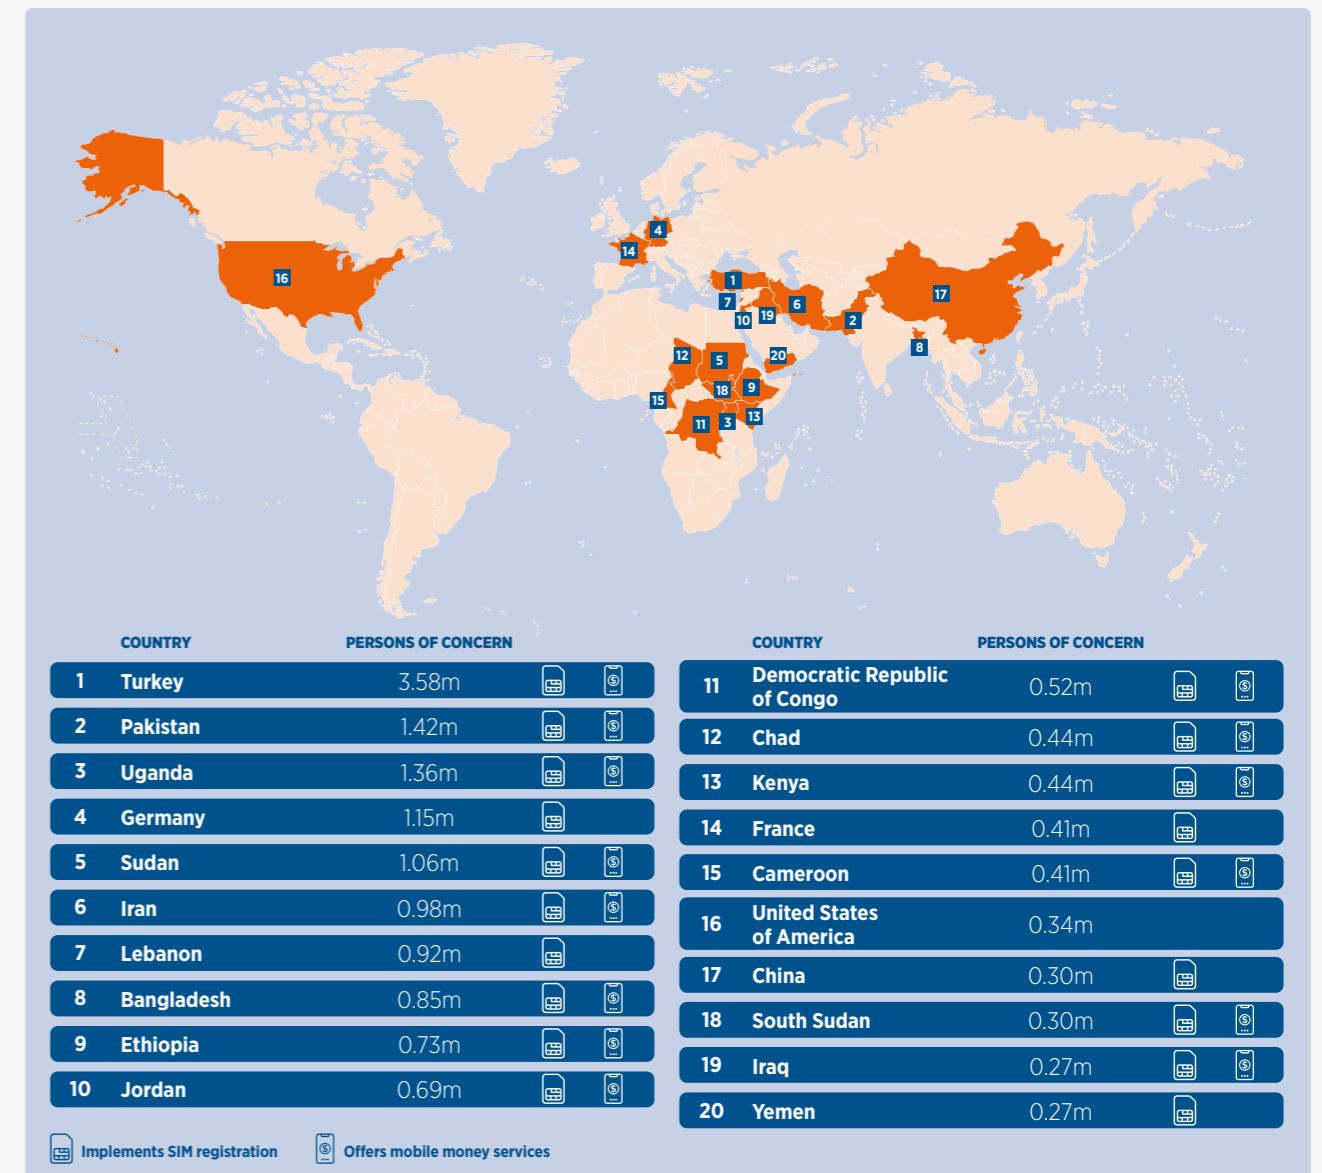 16
4
14
1
7
6
10
19
2
17
8
12
5
20
18
9
15
11
3
13
COUNTRY PERSONS OF CONCERN
1 Turkey 3.58m
2 Pakistan 1.42m
3 Uganda 1.36m
4 Germany 1.15m
5 Sudan 1.06m
6 Iran 0.98m
7 Lebanon 0.92m
8 Bangladesh 0.85m
9 Ethiopia 0.73m
10 Jordan 0.69m
COUNTRY PERSONS OF CONCERN
11 Democratic Republic
of Congo 0.52m
12 Chad 0.44m
13 Kenya 0.44m
14 France 0.41m
15 Cameroon 0.41m
16 United States
of America 0.34m
17 China 0.30m
18 South Sudan 0.30m
19 Iraq 0.27m
20 Yemen 0.27m
Implements SIM registration
Offers mobile money services